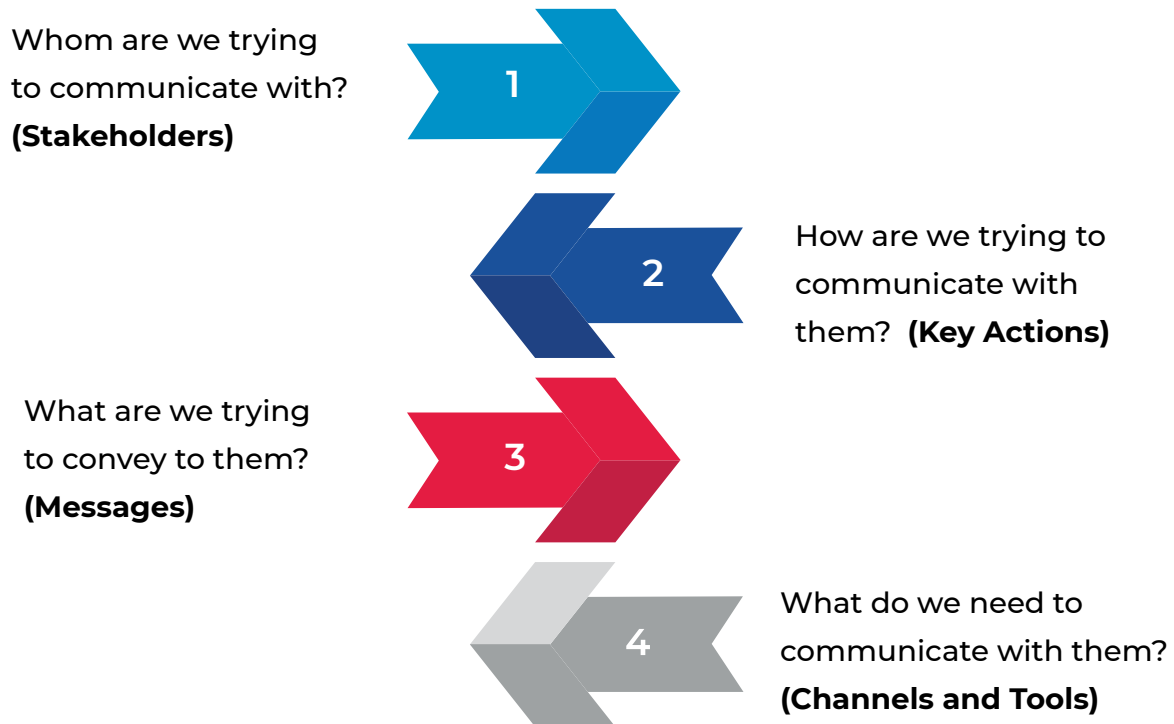 Whom are we trying
to communicate with?
(Stakeholders)
1
2
How are we trying to
communicate with
them? (Key Actions)
What are we trying
to convey to them?
(Messages)
3
4
What do we need to
communicate with them?
(Channels and Tools)